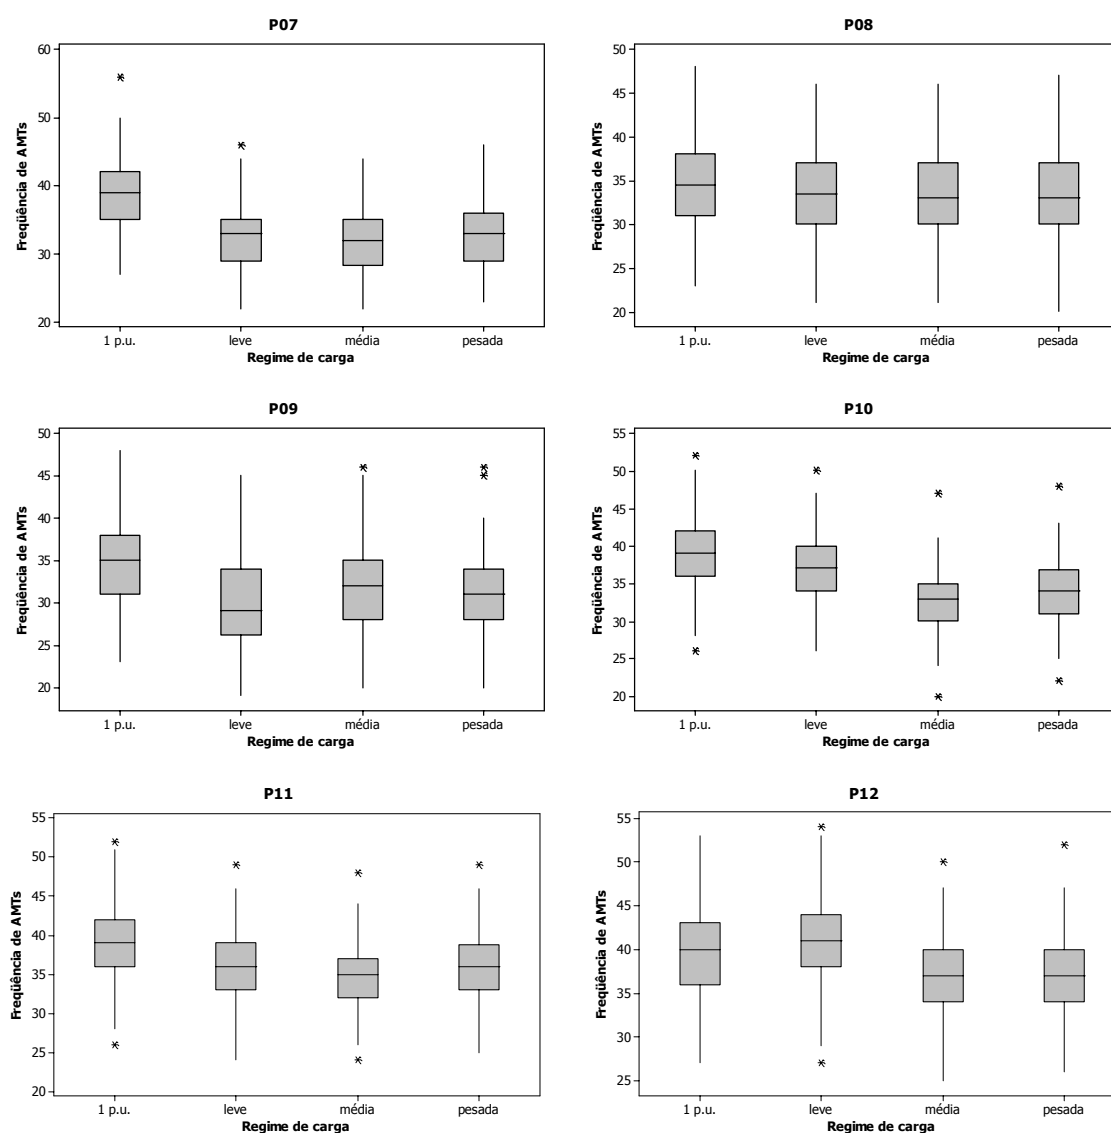 P07
60
50
40
30
20
Freqüência de AMTs
1 p.u. leve média pesada
Regime de carga
P08
50
45
40
35
30
25
20
Freqüência de AMTs
1 p.u. leve média pesada
Regime de carga
P09
50
45
40
35
30
25
20
Freqüência de AMTs
1 p.u. leve média pesada
Regime de carga
P10
55
50
45
40
35
30
25
20
Freqüência de AMTs
1 p.u. leve média pesada
Regime de carga
P11
55
50
45
40
35
30
25
20
Freqüência de AMTs
1 p.u. leve média pesada
Regime de carga
P12
55
50
45
40
35
30
25
Freqüência de AMTs
1 p.u. leve média pesada
Regime de carga